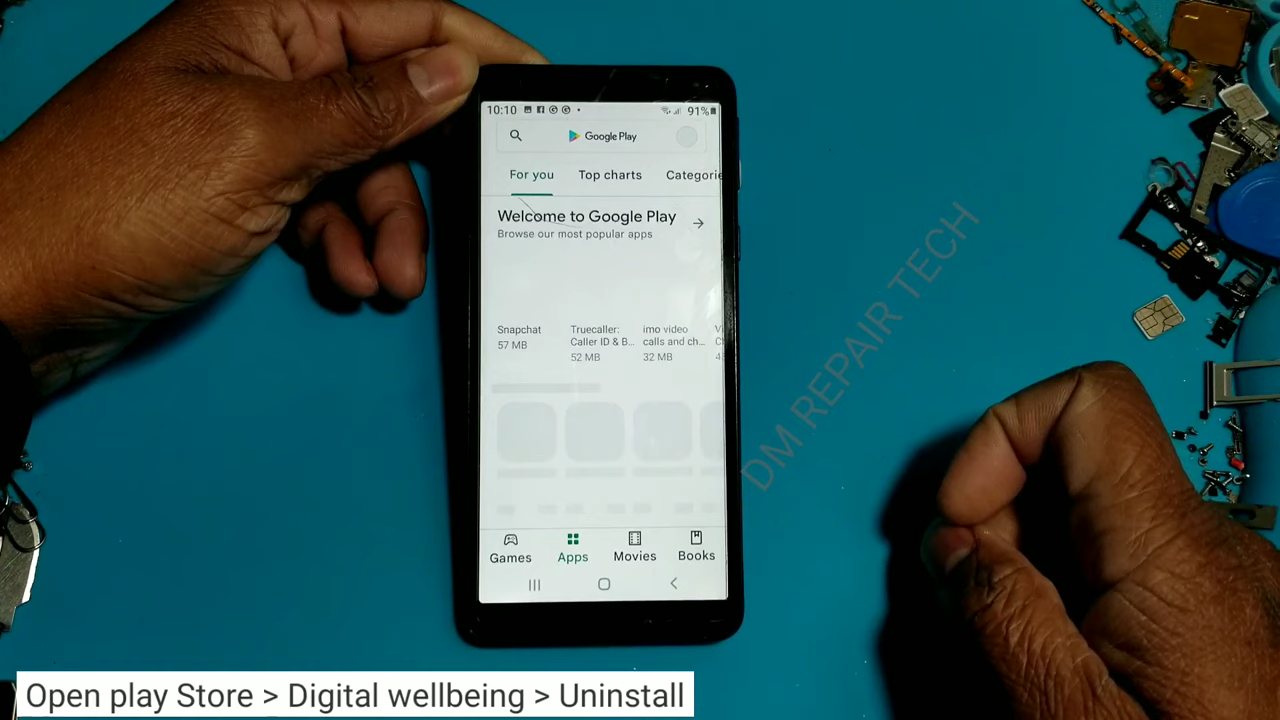 10:10 91%
Google Play
For you Top charts Categorie
Welcome to Google Play
Browse our most popular apps
Snapchat
57 MB
Truecaller:
Caller ID & B...
52 MB
imo video
calls and ch...
32 MB
Games Apps Movies Books
DM REPAIR TECH
Open play Store > Digital wellbeing > Uninstall